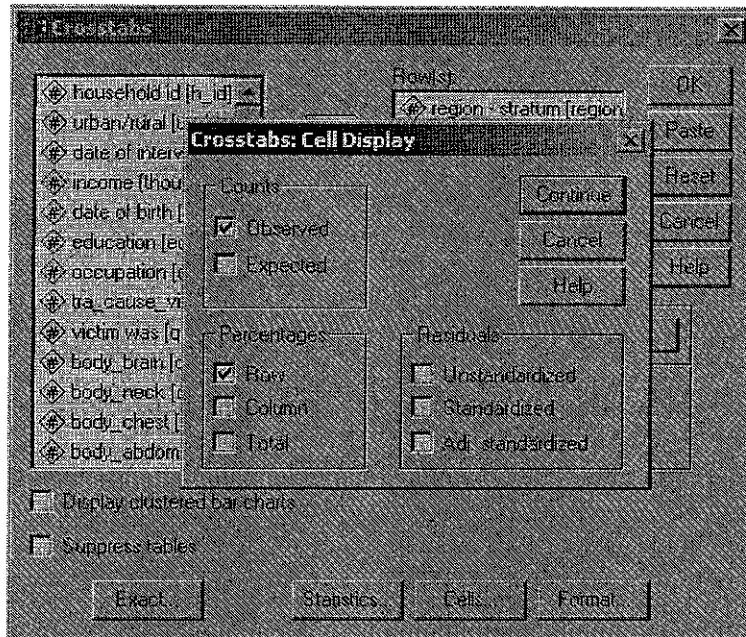 Crosstabs
household id [h_id]
urban/rural [u
date of interv
income [thou
date of birth [
education [ed
occupation [o
tra_cause_vi
victim was [q
body_brain [c
body_neck [c
body_chest [
body_abdom
Row(s):
region - stratum [region
OK
Paste
Reset
Cancel
Help
Crosstabs: Cell Display
Counts
Observed
Expected
Continue
Cancel
Help
Percentages
Row
Column
Total
Residuals
Unstandardized
Standardized
Adj. standardized
Display clustered bar charts
Suppress tables
Exact...
Statistics...
Cells...
Format...